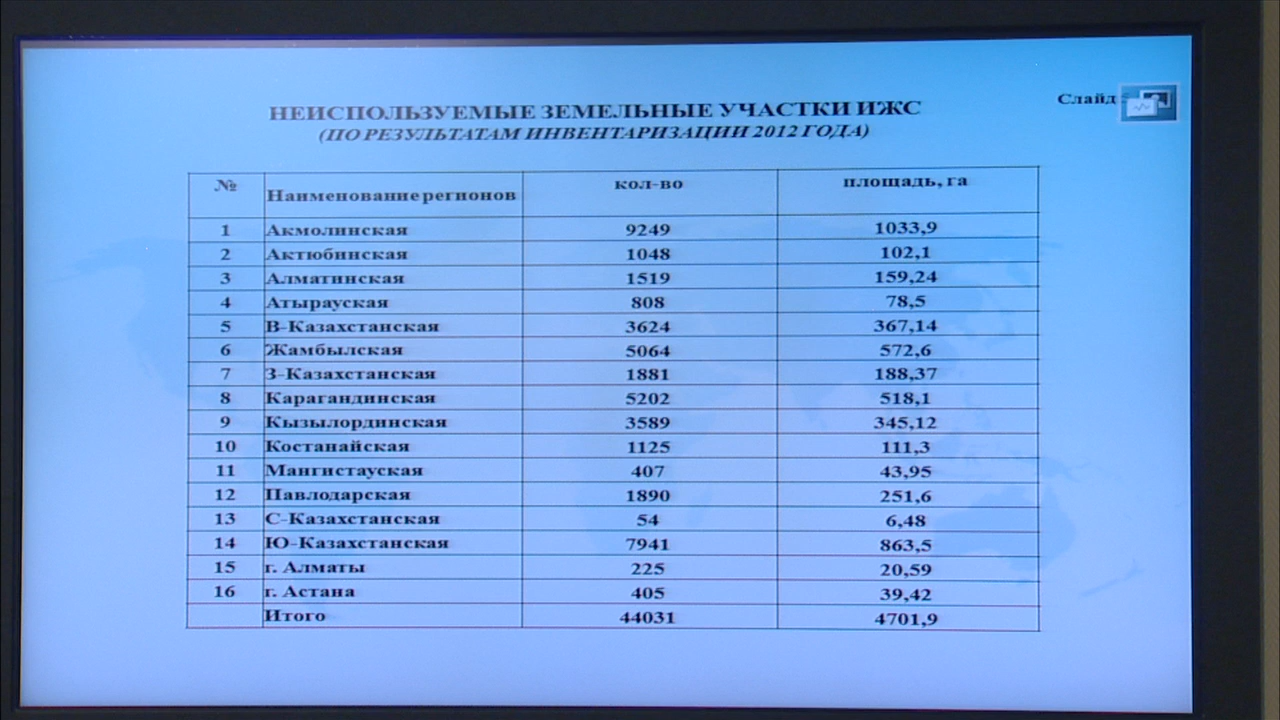 Слайд
НЕИСПОЛЬЗУЕМЫЕ ЗЕМЕЛЬНЫЕ УЧАСТКИ ИЖС
(ПО РЕЗУЛЬТАТАМ ИНВЕНТАРИЗАЦИИ 2012 ГОДА)
№ Наименование регионов кол-во площадь, га
1 Акмолинская 9249 1033,9
2 Актюбинская 1048 102,1
3 Алматинская 1519 159,24
4 Атырауская 808 78,5
5 В-Казахстанская 3624 367,14
6 Жамбылская 5064 572,6
7 З-Казахстанская 1881 188,37
8 Карагандинская 5202 518,1
9 Кызылординская 3589 345,12
10 Костанайская 1125 111,3
11 Мангистауская 407 43,95
12 Павлодарская 1890 251,6
13 С-Казахстанская 54 6,48
14 Ю-Казахстанская 7941 863,5
15 г. Алматы 225 20,59
16 г. Астана 405 39,42
Итого 44031 4701,9